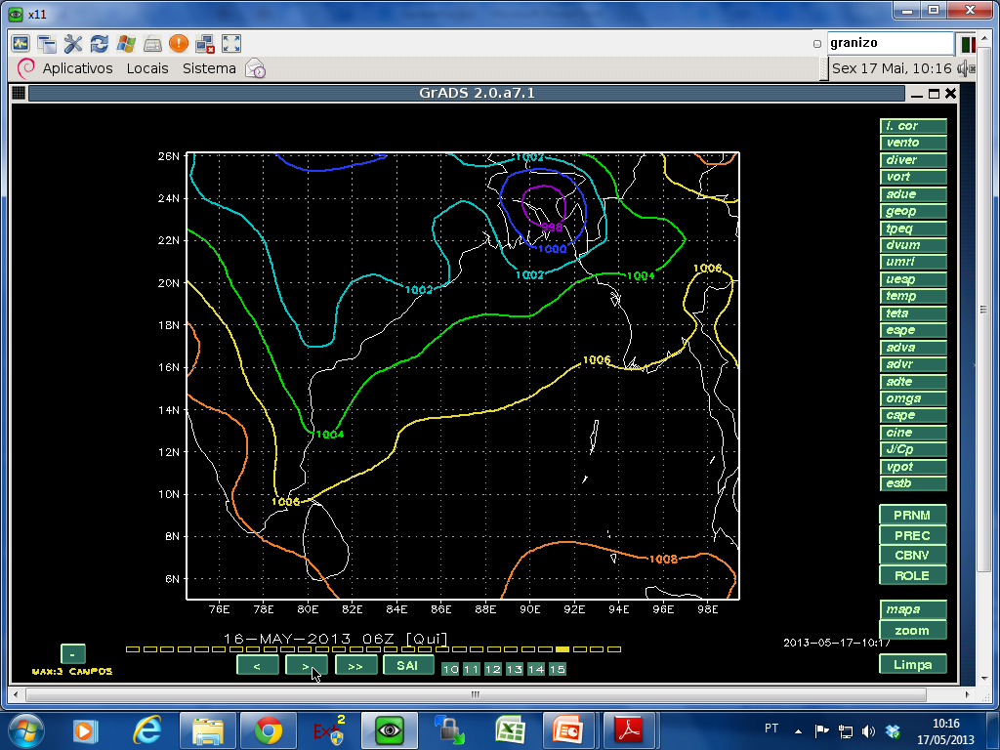 x11
granizo
Aplicativos Locais Sistema
Sex 17 Mai, 10:16
GrADS 2.0.a7.1
26N
24N
22N
20N
18N
16N
14N
12N
10N
8N
6N
76E 78E 80E 82E 84E 86E 88E 90E 92E 94E 96E 98E
1002
998
1000
1002
1002
1004
1006
1006
1004
1006
1008
l. cor
vento
diver
vort
adue
geop
tpeq
dvum
umrl
uesp
temp
teta
espe
adva
advr
adte
omga
cape
cine
J/Cp
vpot
estb
PRNM
PREC
CBNV
ROLE
mapa
zoom
Limpa
16-MAY-2013 06Z [Qui]
2013-05-17-10:17
-
MAX:3 CAMPOS
< > >> SAI 10 11 12 13 14 15
Ext 2
PT
10:16
17/05/2013